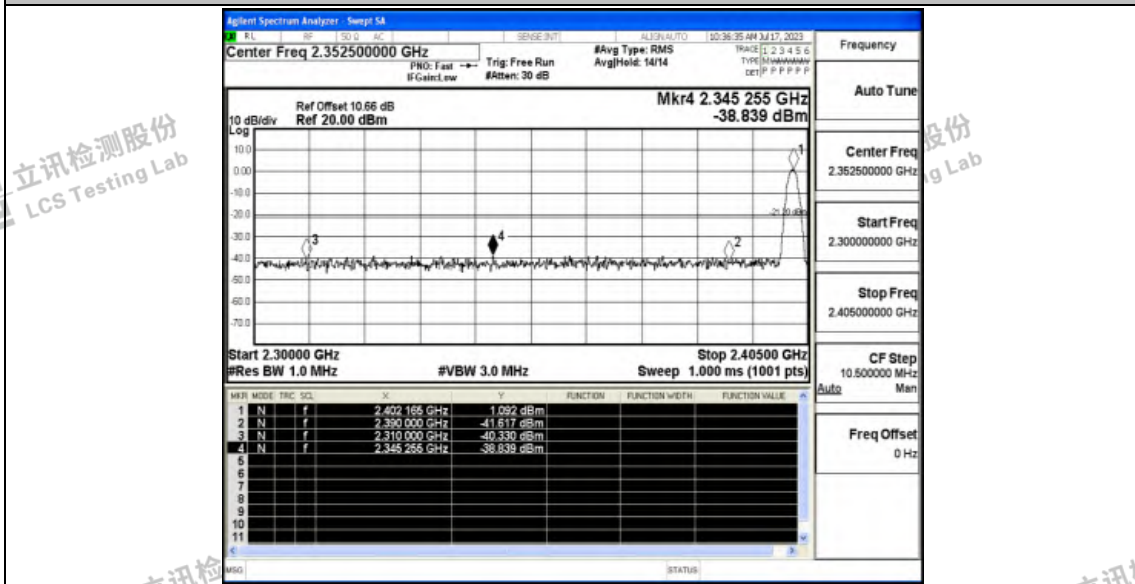 Agilent Spectrum Analyzer - Swept SA
RL RF 50 Ω AC SENSE:INT ALIGNAUTO 10:36:35 AM Jul 17, 2023
Center Freq 2.352500000 GHz
PNO: Fast
IFGain:Low
Trig: Free Run
#Atten: 30 dB
#Avg Type: RMS
Avg|Hold: 14/14
TRACE 1 2 3 4 5 6
TYPE
DET P P P P P P
Frequency
Auto Tune
Center Freq
2.352500000 GHz
Start Freq
2.300000000 GHz
Stop Freq
2.405000000 GHz
CF Step
10.500000 MHz
Auto Man
Freq Offset
0 Hz
Mkr4 2.345 255 GHz
-38.839 dBm
Ref Offset 10.66 dB
Ref 20.00 dBm
10 dB/div
Log
10.0
0.00
-10.0
-20.0
-30.0
-40.0
-50.0
-60.0
-70.0
1
2
3
4
-21.20 dBm
Start 2.30000 GHz
Stop 2.40500 GHz
#Res BW 1.0 MHz
#VBW 3.0 MHz
Sweep 1.000 ms (1001 pts)
MKR MODE TRC SCL X Y FUNCTION FUNCTION WIDTH FUNCTION VALUE
1 N f 2.402 165 GHz 1.092 dBm
2 N f 2.390 000 GHz -41.617 dBm
3 N f 2.310 000 GHz -40.330 dBm
4 N f 2.345 255 GHz -38.839 dBm
5
6
7
8
9
10
11
MSG
STATUS
立讯检测股份
LCS Testing Lab
股份
g Lab
立讯检
立讯